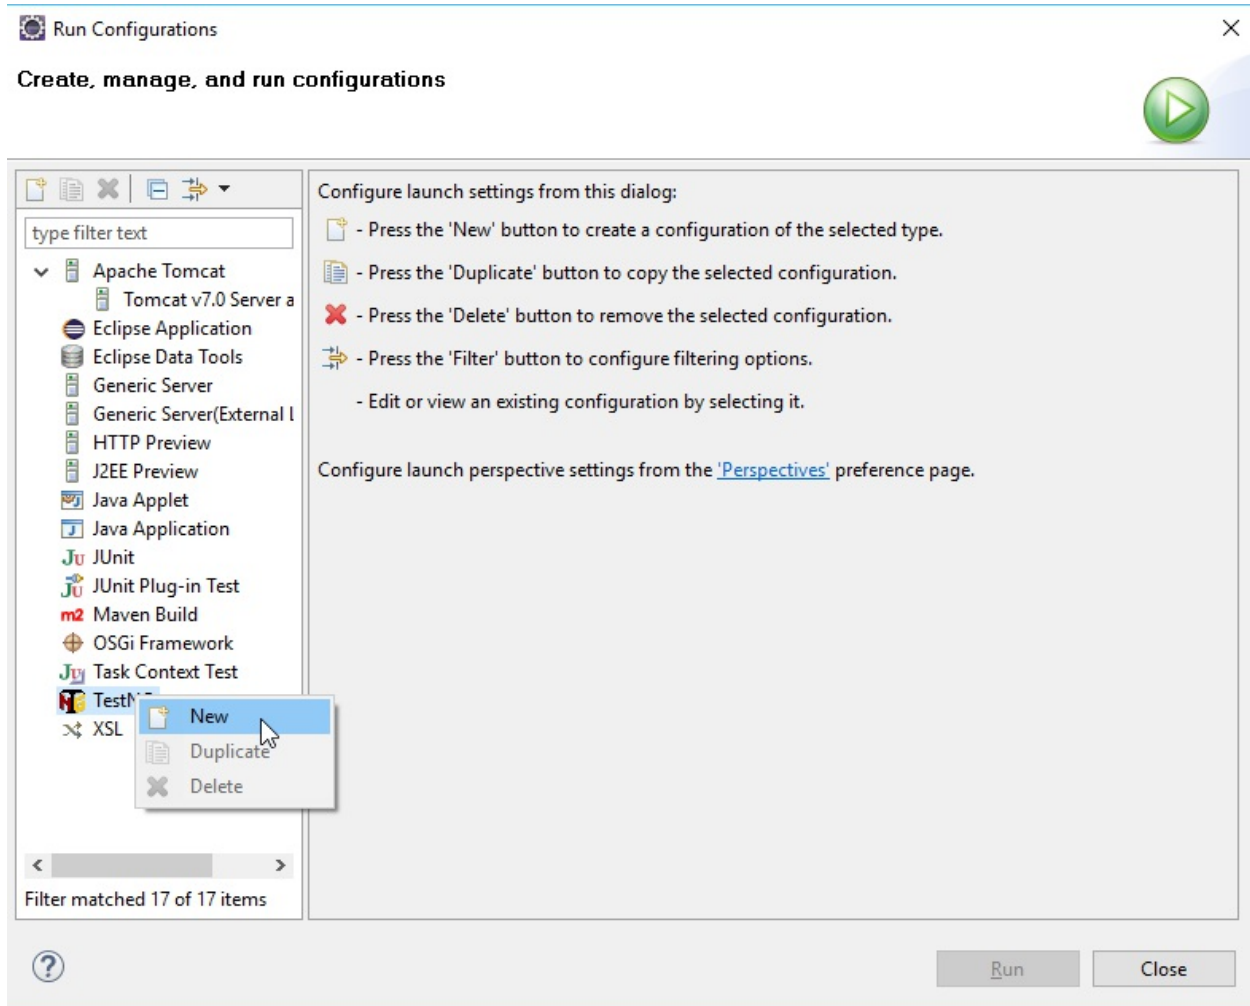 Run Configurations
Create, manage, and run configurations
type filter text
Apache Tomcat
Tomcat v7.0 Server a
Eclipse Application
Eclipse Data Tools
Generic Server
Generic Server(External L
HTTP Preview
J2EE Preview
Java Applet
Java Application
JUnit
JUnit Plug-in Test
m2 Maven Build
OSGi Framework
Task Context Test
XSL
New
Duplicate
Delete
Filter matched 17 of 17 items
Configure launch settings from this dialog:
- Press the 'New' button to create a configuration of the selected type.
- Press the 'Duplicate' button to copy the selected configuration.
- Press the 'Delete' button to remove the selected configuration.
- Press the 'Filter' button to configure filtering options.
- Edit or view an existing configuration by selecting it.
Configure launch perspective settings from the 'Perspectives' preference page.
Run
Close